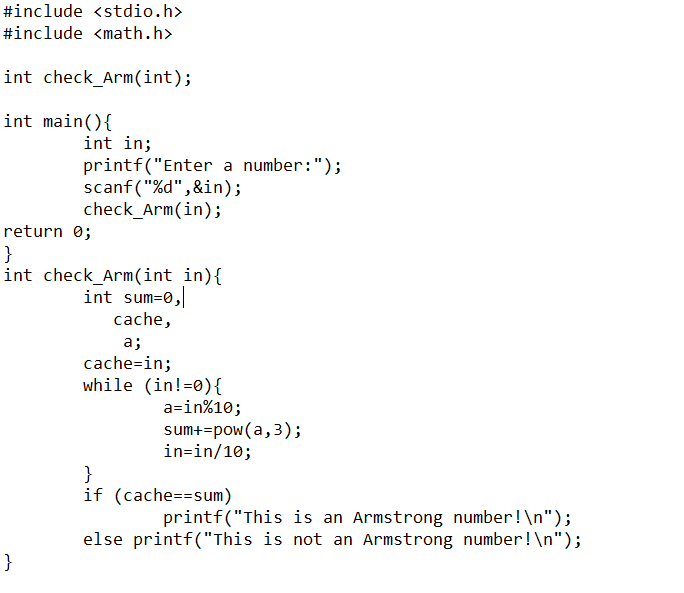 #include <stdio.h>
#include <math.h>

int check_Arm(int);

int main(){
        int in;
        printf("Enter a number:");
        scanf("%d",&in);
        check_Arm(in);
return 0;
}
int check_Arm(int in){
        int sum=0,
           cache,
            a;
        cache=in;
        while (in!=0){
                a=in%10;
                sum+=pow(a,3);
                in=in/10;
        }
        if (cache==sum)
                printf("This is an Armstrong number!\n");
        else printf("This is not an Armstrong number!\n");
}